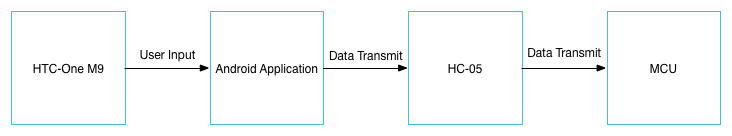 HTC-One M9
User Input
Android Application
Data Transmit
HC-05
Data Transmit
MCU